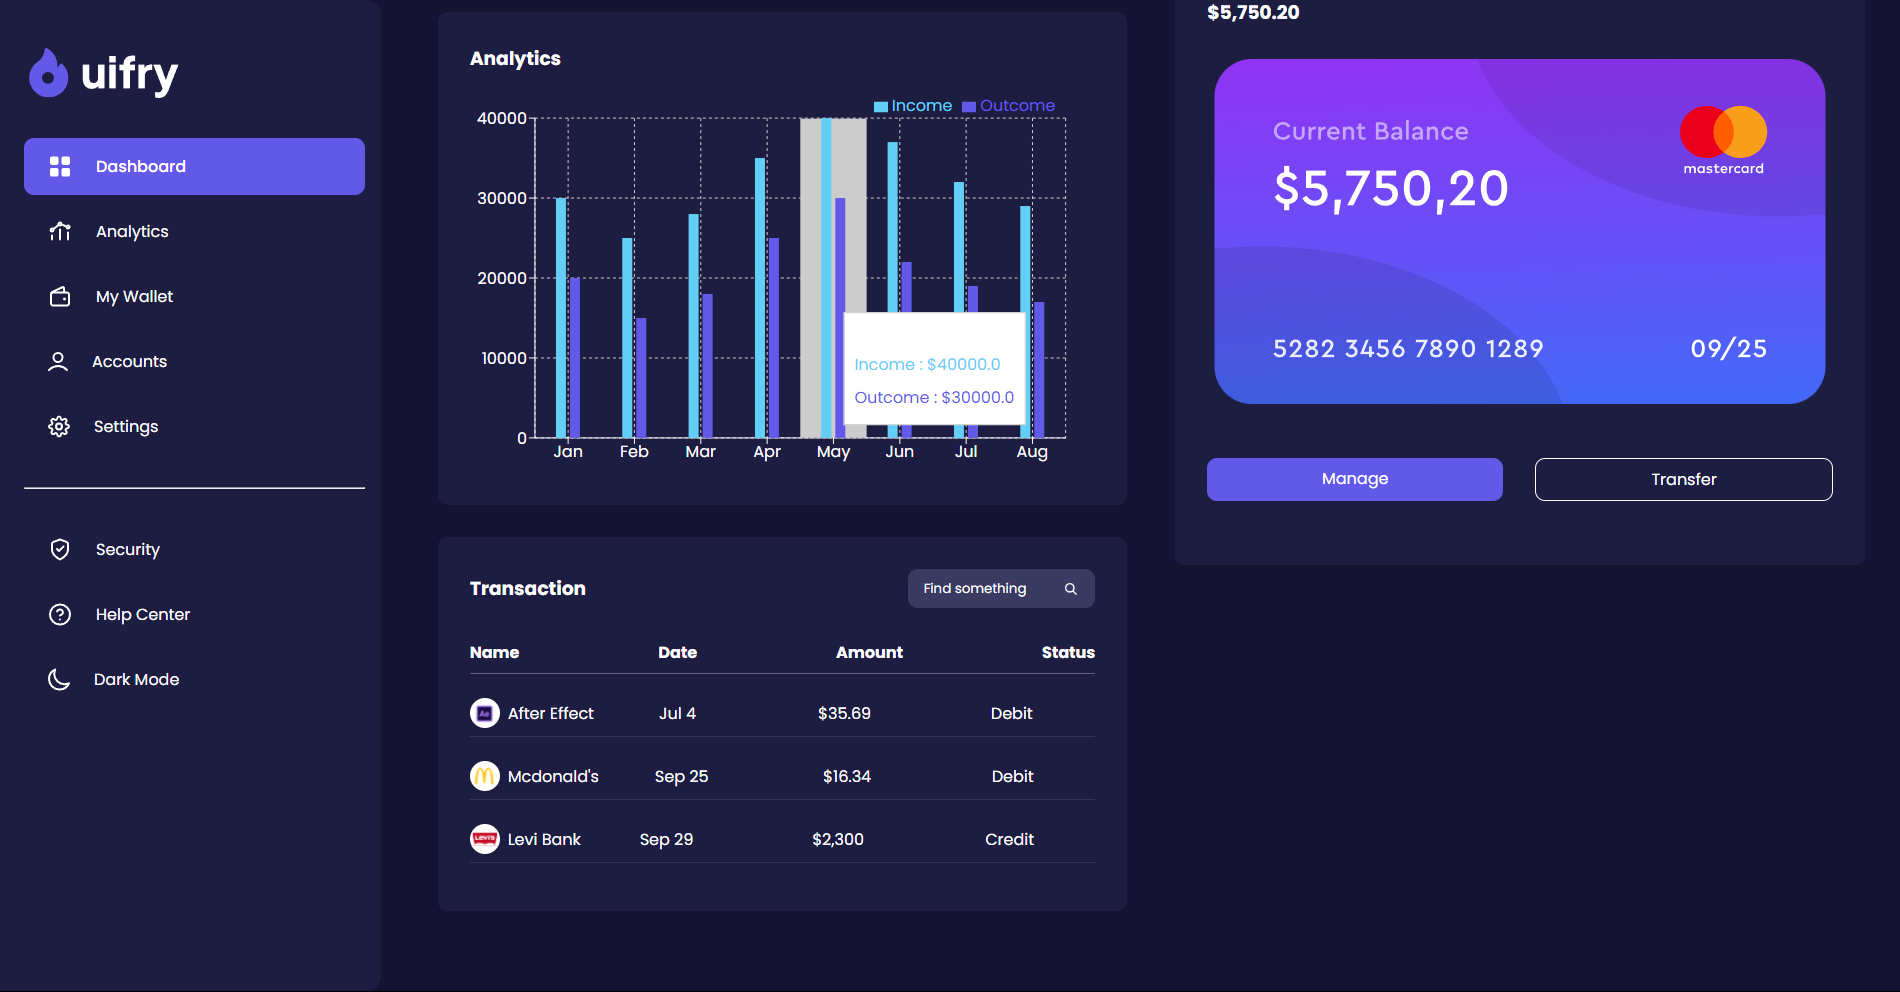 uifry
Dashboard
Analytics
My Wallet
Accounts
Settings
Security
Help Center
Dark Mode
Analytics
Income Outcome
40000
30000
20000
10000
0
Jan Feb Mar Apr May Jun Jul Aug
Income : $40000.0
Outcome : $30000.0
Transaction
Find something
Name Date Amount Status
Ae After Effect Jul 4 $35.69 Debit
Mcdonald's Sep 25 $16.34 Debit
LEVI'S Levi Bank Sep 29 $2,300 Credit
$5,750.20
Current Balance
$5,750,20
mastercard
5282 3456 7890 1289 09/25
Manage Transfer